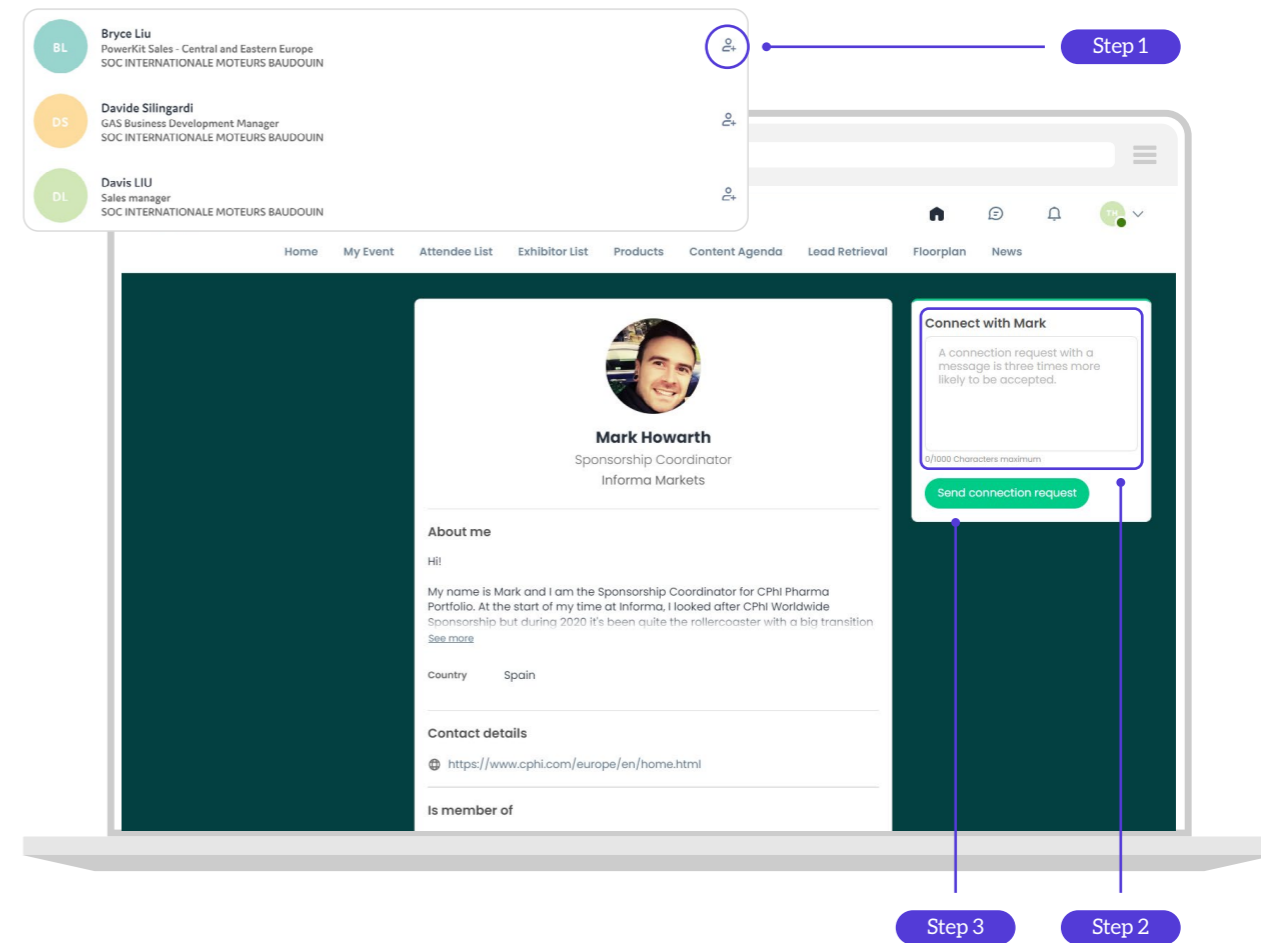 BL
Bryce Liu
PowerKit Sales - Central and Eastern Europe
SOC INTERNATIONALE MOTEURS BAUDOUIN
Step 1
DS
Davide Silingardi
GAS Business Development Manager
SOC INTERNATIONALE MOTEURS BAUDOUIN
DL
Davis LIU
Sales manager
SOC INTERNATIONALE MOTEURS BAUDOUIN
TH
Home My Event Attendee List Exhibitor List Products Content Agenda Lead Retrieval Floorplan News
Mark Howarth
Sponsorship Coordinator
Informa Markets
About me
Hi!
My name is Mark and I am the Sponsorship Coordinator for CPhI Pharma
Portfolio. At the start of my time at Informa, I looked after CPhI Worldwide
Sponsorship but during 2020 it's been quite the rollercoaster with a big transition
See more
Country Spain
Contact details
https://www.cphi.com/europe/en/home.html
Is member of
Connect with Mark
A connection request with a
message is three times more
likely to be accepted.
0/1000 Characters maximum
Send connection request
Step 3
Step 2